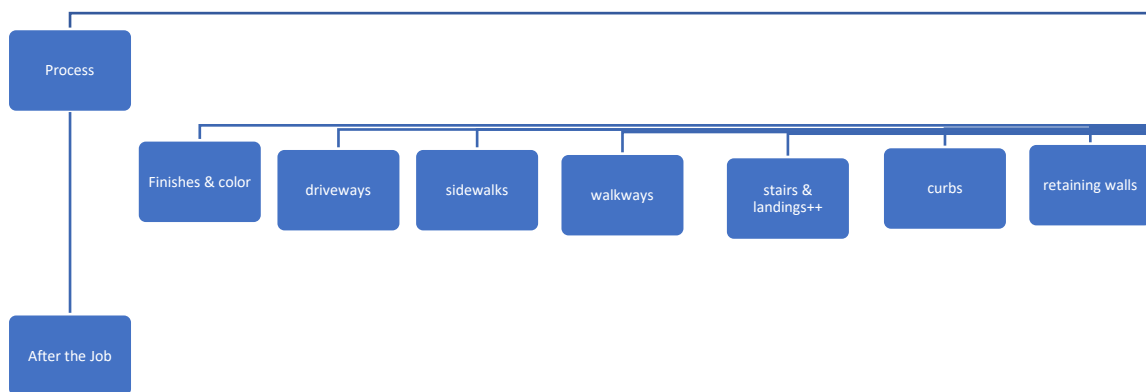 Process
Finishes & color
driveways
sidewalks
walkways
stairs &
landings++
curbs
retaining walls
After the Job